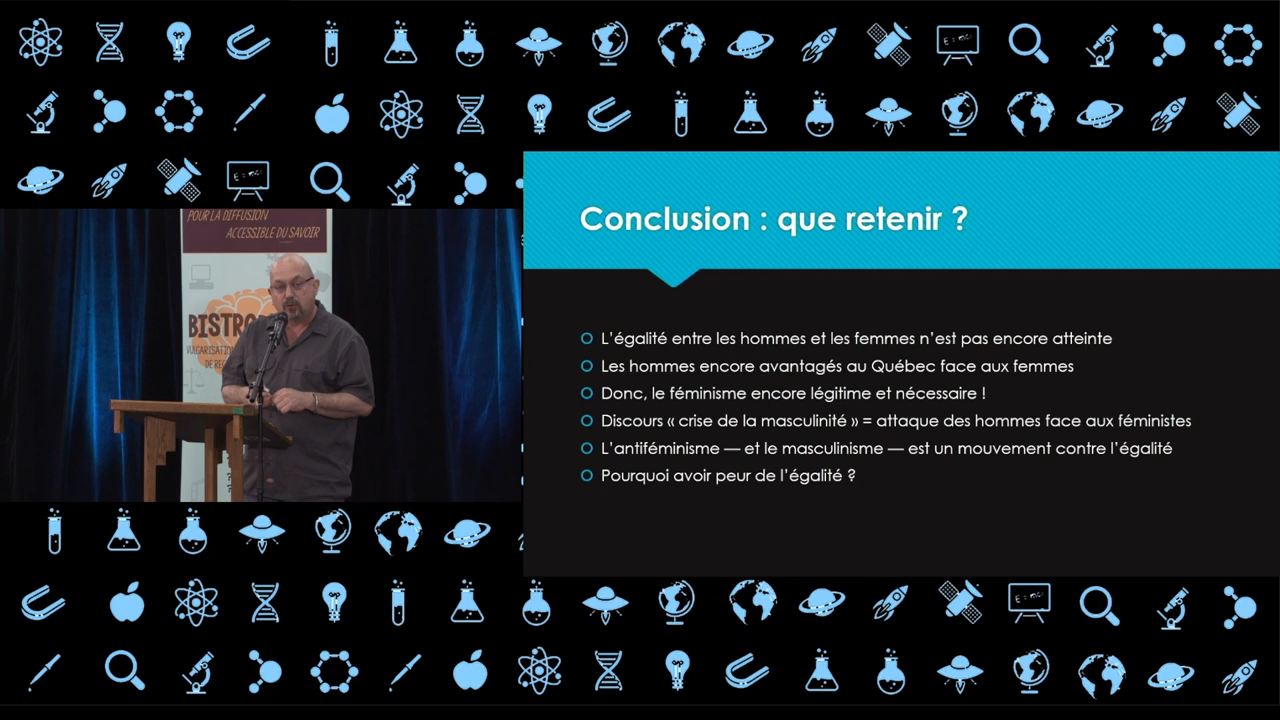 POUR LA DIFFUSION
ACCESSIBLE DU SAVOIR
Conclusion : que retenir ?
L'égalité entre les hommes et les femmes n'est pas encore atteinte
Les hommes encore avantagés au Québec face aux femmes
Donc, le féminisme encore légitime et nécessaire !
Discours « crise de la masculinité » = attaque des hommes face aux féministes
L'antiféminisme — et le masculinisme — est un mouvement contre l'égalité
Pourquoi avoir peur de l'égalité ?